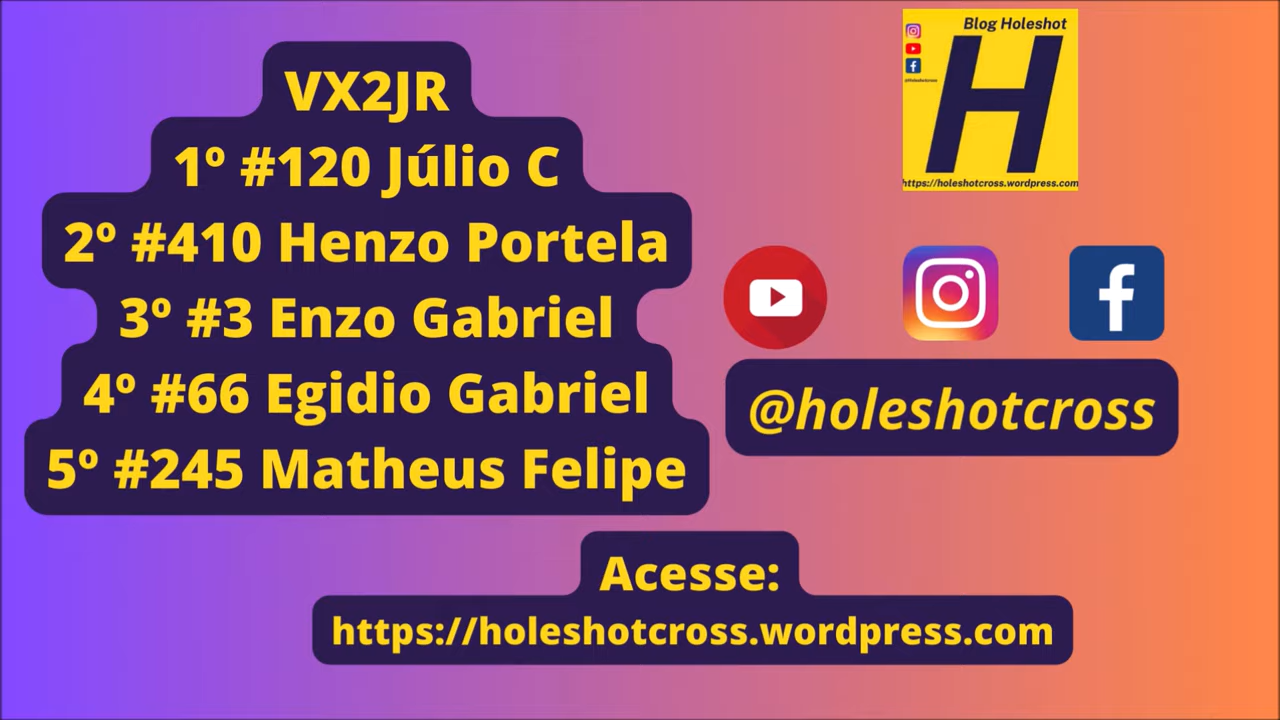 VX2JR
1º #120 Júlio C
2º #410 Henzo Portela
3º #3 Enzo Gabriel
4º #66 Egidio Gabriel
5º #245 Matheus Felipe
Blog Holeshot
H
@holeshotcross
https://holeshotcross.wordpress.com
@holeshotcross
Acesse:
https://holeshotcross.wordpress.com